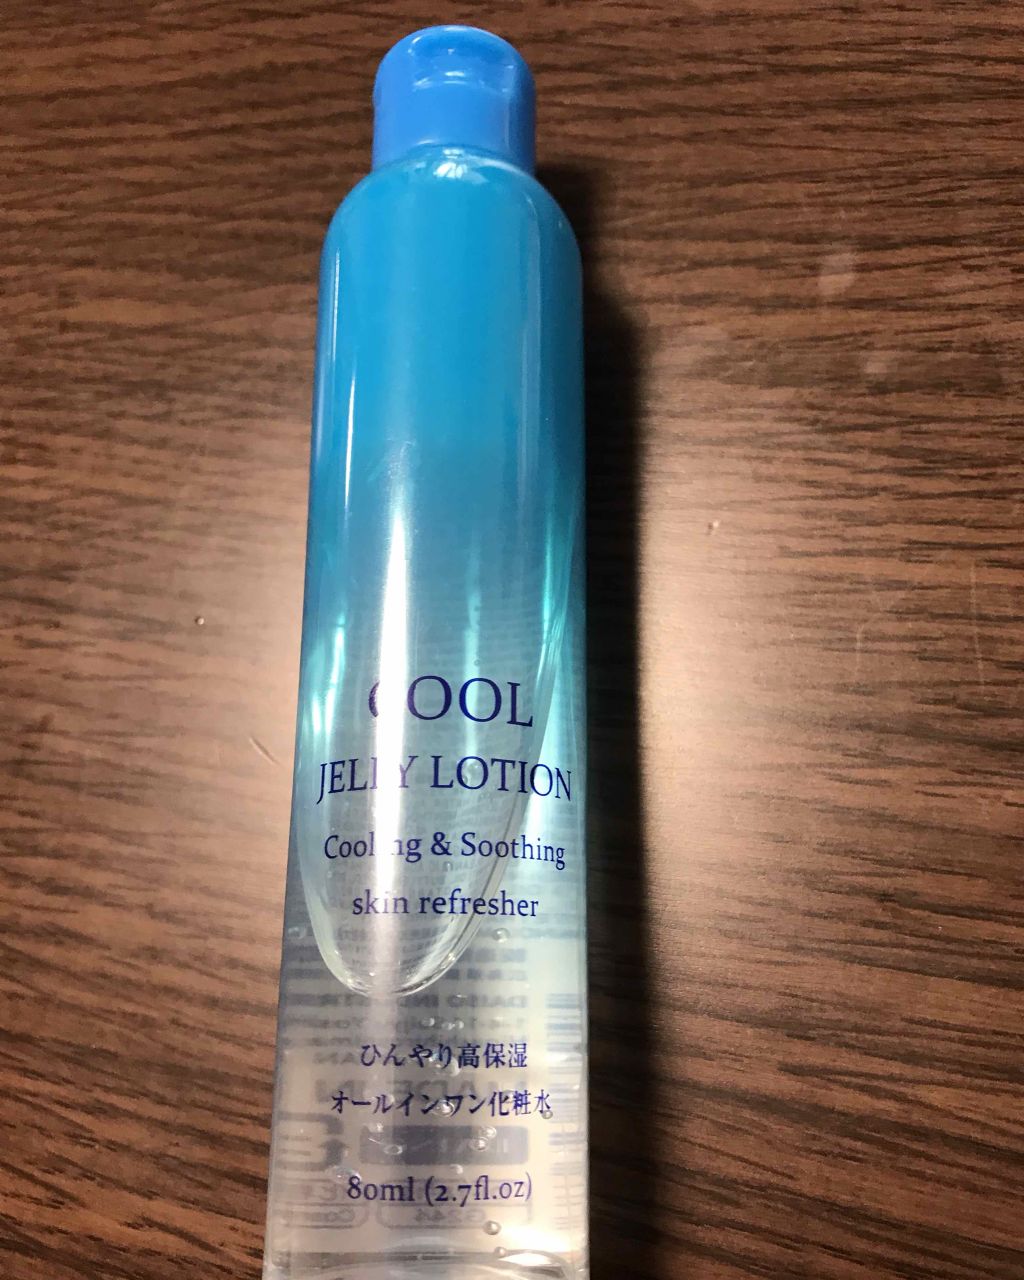 COOL
JELLY LOTION
Cooling & Soothing
skin refresher
ひんやり高保湿
オールインワン化粧水
80ml (2.7fl.oz)